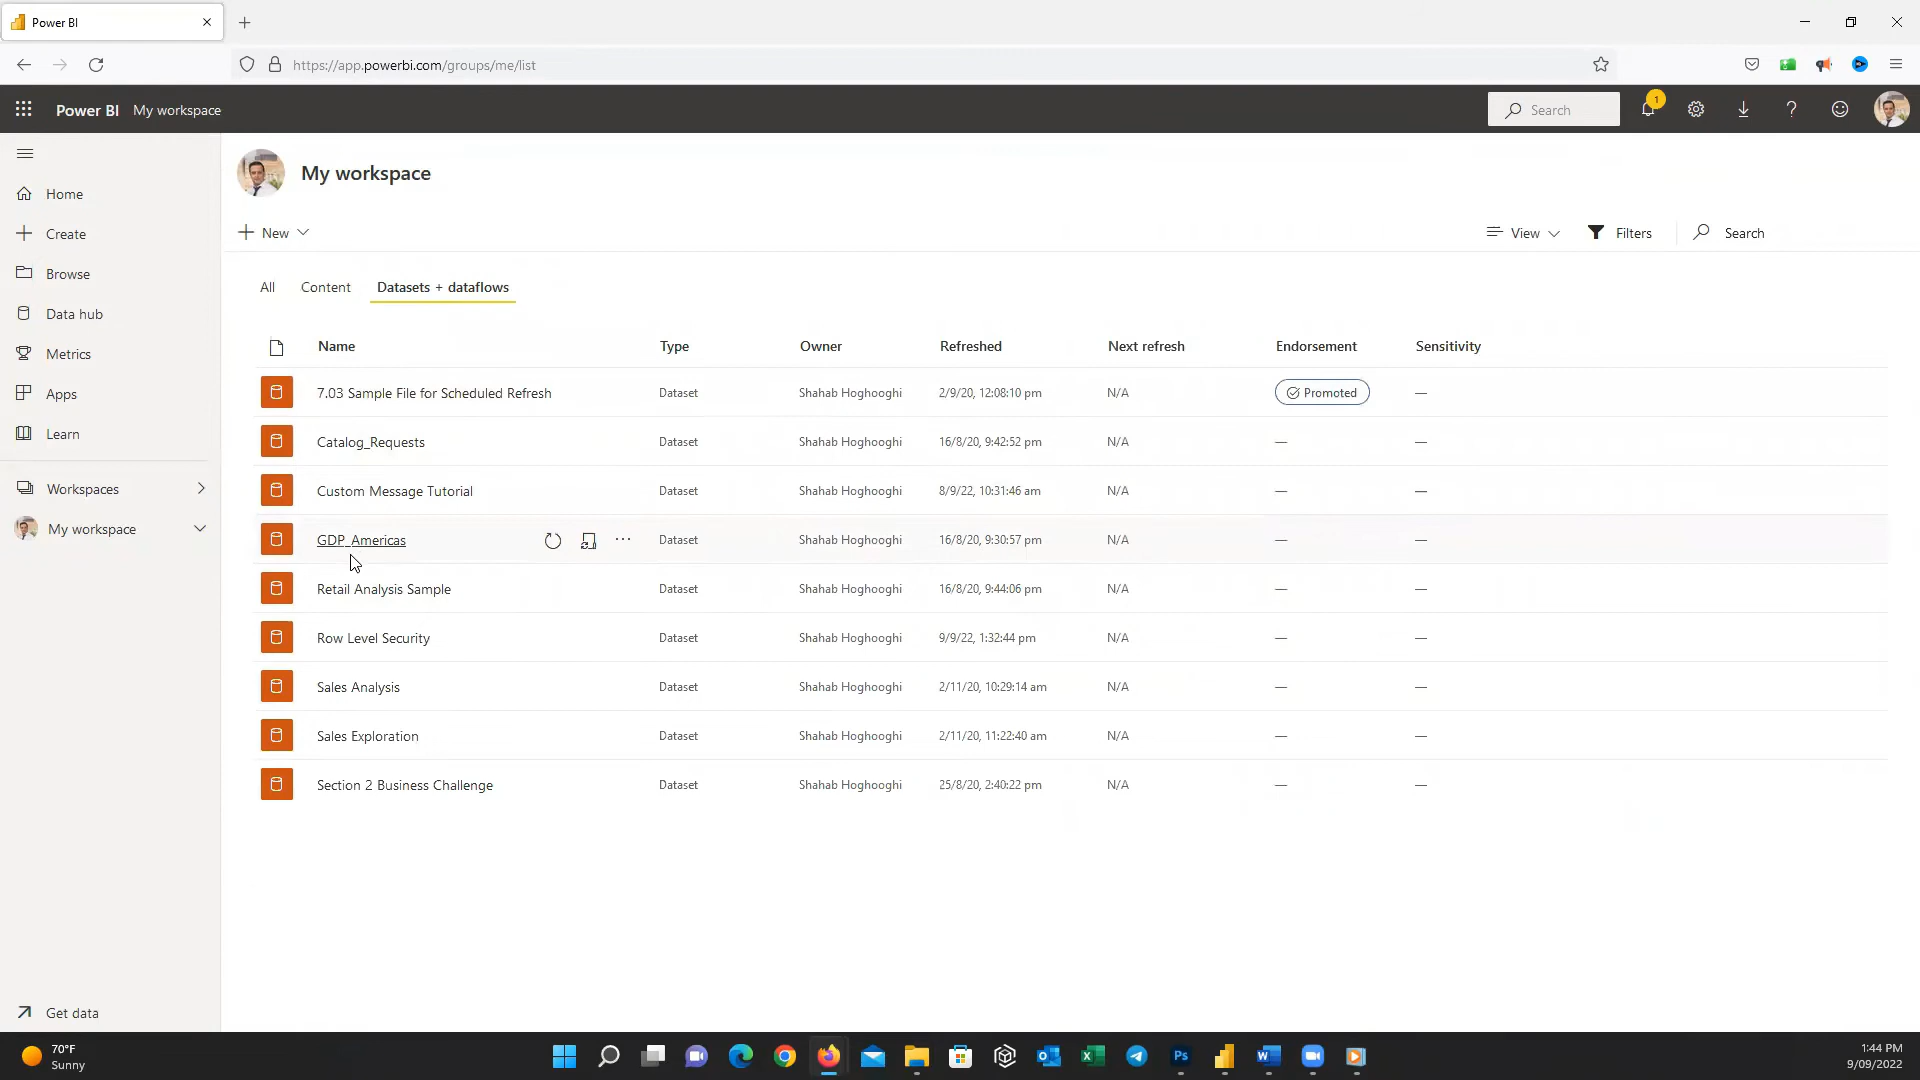 Power BI
https://app.powerbi.com/groups/me/list
Power BI My workspace
Search
1
My workspace
Home
Create
Browse
Data hub
Metrics
Apps
Learn
Workspaces
My workspace
Get data
New
View
Filters
Search
All Content Datasets + dataflows
Name Type Owner Refreshed Next refresh Endorsement Sensitivity
7.03 Sample File for Scheduled Refresh Dataset Shahab Hoghooghi 2/9/20, 12:08:10 pm N/A Promoted —
Catalog_Requests Dataset Shahab Hoghooghi 16/8/20, 9:42:52 pm N/A — —
Custom Message Tutorial Dataset Shahab Hoghooghi 8/9/22, 10:31:46 am N/A — —
GDP_Americas Dataset Shahab Hoghooghi 16/8/20, 9:30:57 pm N/A — —
Retail Analysis Sample Dataset Shahab Hoghooghi 16/8/20, 9:44:06 pm N/A — —
Row Level Security Dataset Shahab Hoghooghi 9/9/22, 1:32:44 pm N/A — —
Sales Analysis Dataset Shahab Hoghooghi 2/11/20, 10:29:14 am N/A — —
Sales Exploration Dataset Shahab Hoghooghi 2/11/20, 11:22:40 am N/A — —
Section 2 Business Challenge Dataset Shahab Hoghooghi 25/8/20, 2:40:22 pm N/A — —
70°F
Sunny
1:44 PM
9/09/2022